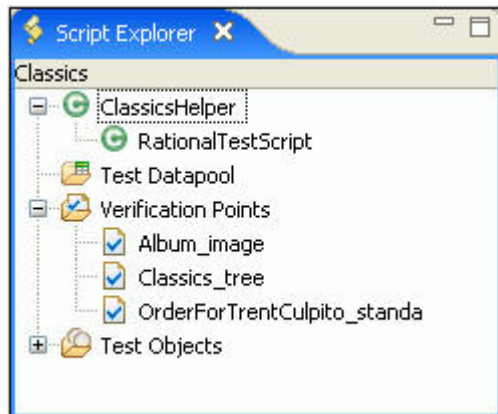 Script Explorer
Classics
ClassicsHelper
RationalTestScript
Test Datapool
Verification Points
Album_image
Classics_tree
OrderForTrentCulpito_standa
Test Objects